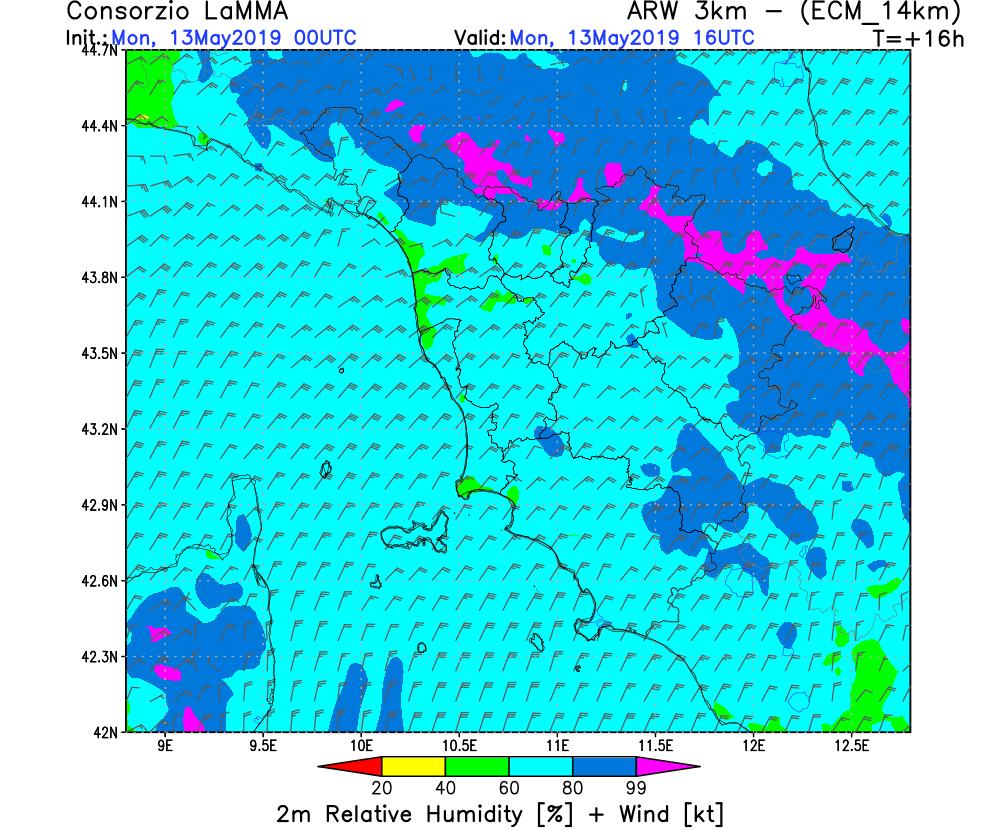 Consorzio LaMMA ARW 3km − (ECM_14km)
Init.: Mon, 13May2019 00UTC Valid: Mon, 13May2019 16UTC T=+16h
44.7N
44.4N
44.1N
43.8N
43.5N
43.2N
42.9N
42.6N
42.3N
42N
9E 9.5E 10E 10.5E 11E 11.5E 12E 12.5E
20 40 60 80 99
2m Relative Humidity [%] + Wind [kt]